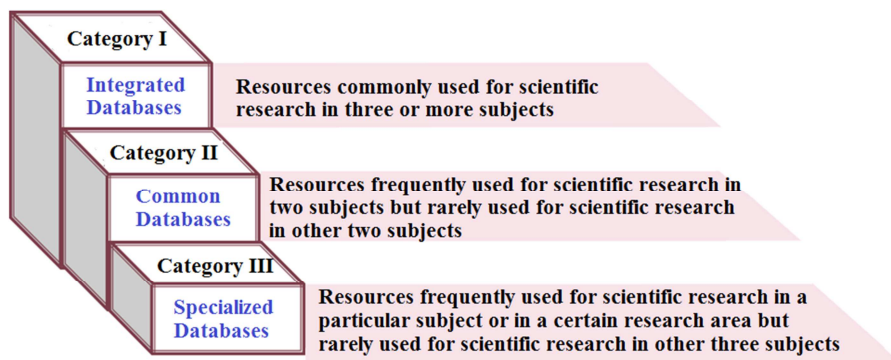 Category I
Integrated
Databases
Resources commonly used for scientific
research in three or more subjects
Category II
Common
Databases
Resources frequently used for scientific research in
two subjects but rarely used for scientific research
in other two subjects
Category III
Specialized
Databases
Resources frequently used for scientific research in a
particular subject or in a certain research area but
rarely used for scientific research in other three subjects